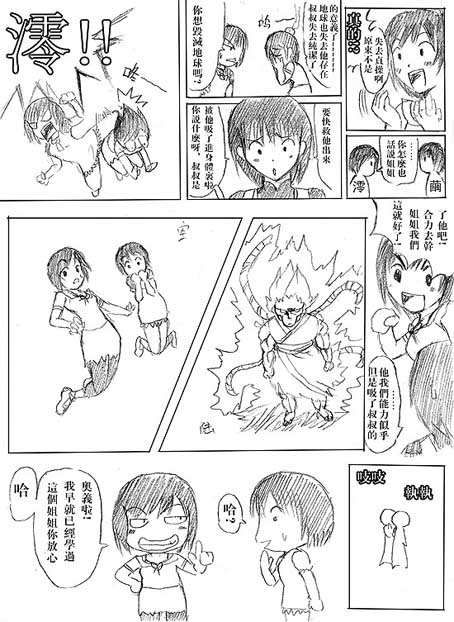 真的?
原來不是
失去貞操啊
叔叔失去純潔了
地球也失去他存在
的意義!
你想毀滅地球嗎?
澪!!
哈
話說姐姐
你怎麼也
繭
澪
要快救他出來
你說什麼呀,叔叔是
被他吸了進身體裏啦
這就好了!
姐姐我們
合力去幹
了他吧!
但是吸了叔叔的
他我們能力似乎
……
吱吱
執執
哈?
這個姐姐你放心
我早就已經學過
奧義啦!
哈